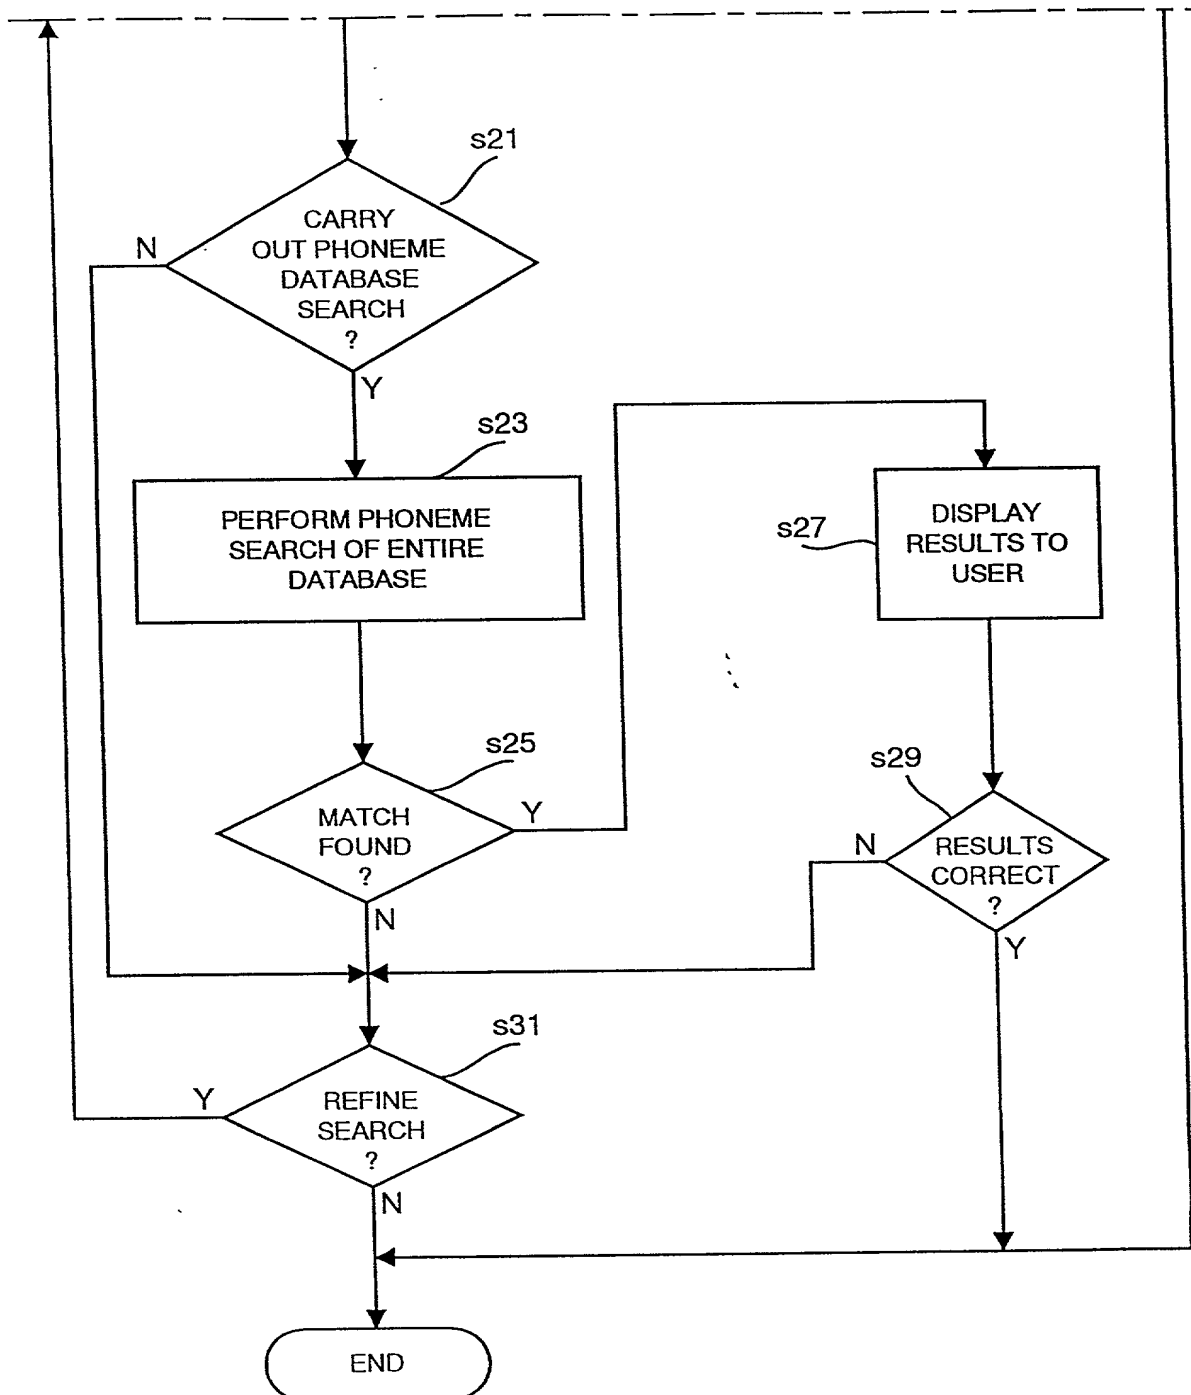 s21
CARRY
OUT PHONEME
DATABASE
SEARCH
?
N
Y
s23
PERFORM PHONEME
SEARCH OF ENTIRE
DATABASE
s27
DISPLAY
RESULTS TO
USER
s25
MATCH
FOUND
?
Y
N
s29
RESULTS
CORRECT
?
N
Y
s31
REFINE
SEARCH
?
Y
N
END